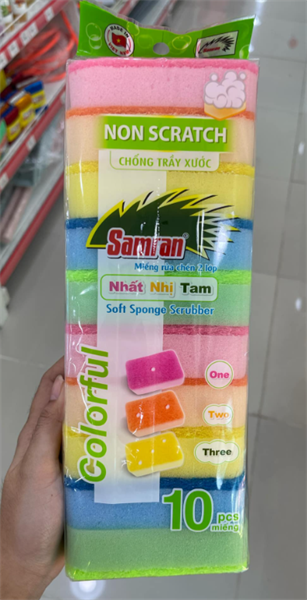 NON SCRATCH
CHỐNG TRẦY XƯỚC
Samran
Miếng rửa chén 2 lớp
Nhất Nhị Tam
Soft Sponge Scrubber
Colorful
One
Two
Three
10 pcs
miếng